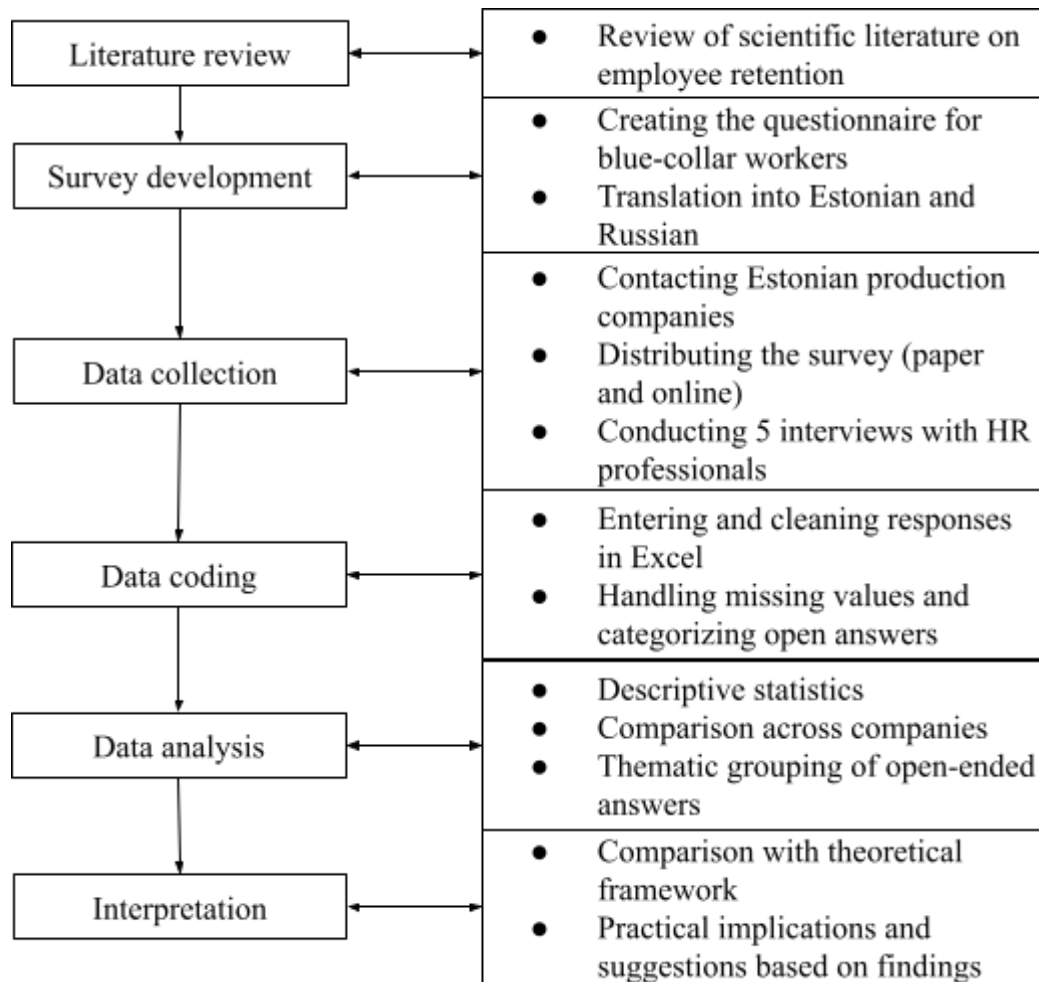 Literature review
● Review of scientific literature on
employee retention
Survey development
● Creating the questionnaire for
blue-collar workers
● Translation into Estonian and
Russian
Data collection
● Contacting Estonian production
companies
● Distributing the survey (paper
and online)
● Conducting 5 interviews with HR
professionals
Data coding
● Entering and cleaning responses
in Excel
● Handling missing values and
categorizing open answers
Data analysis
● Descriptive statistics
● Comparison across companies
● Thematic grouping of open-ended
answers
Interpretation
● Comparison with theoretical
framework
● Practical implications and
suggestions based on findings